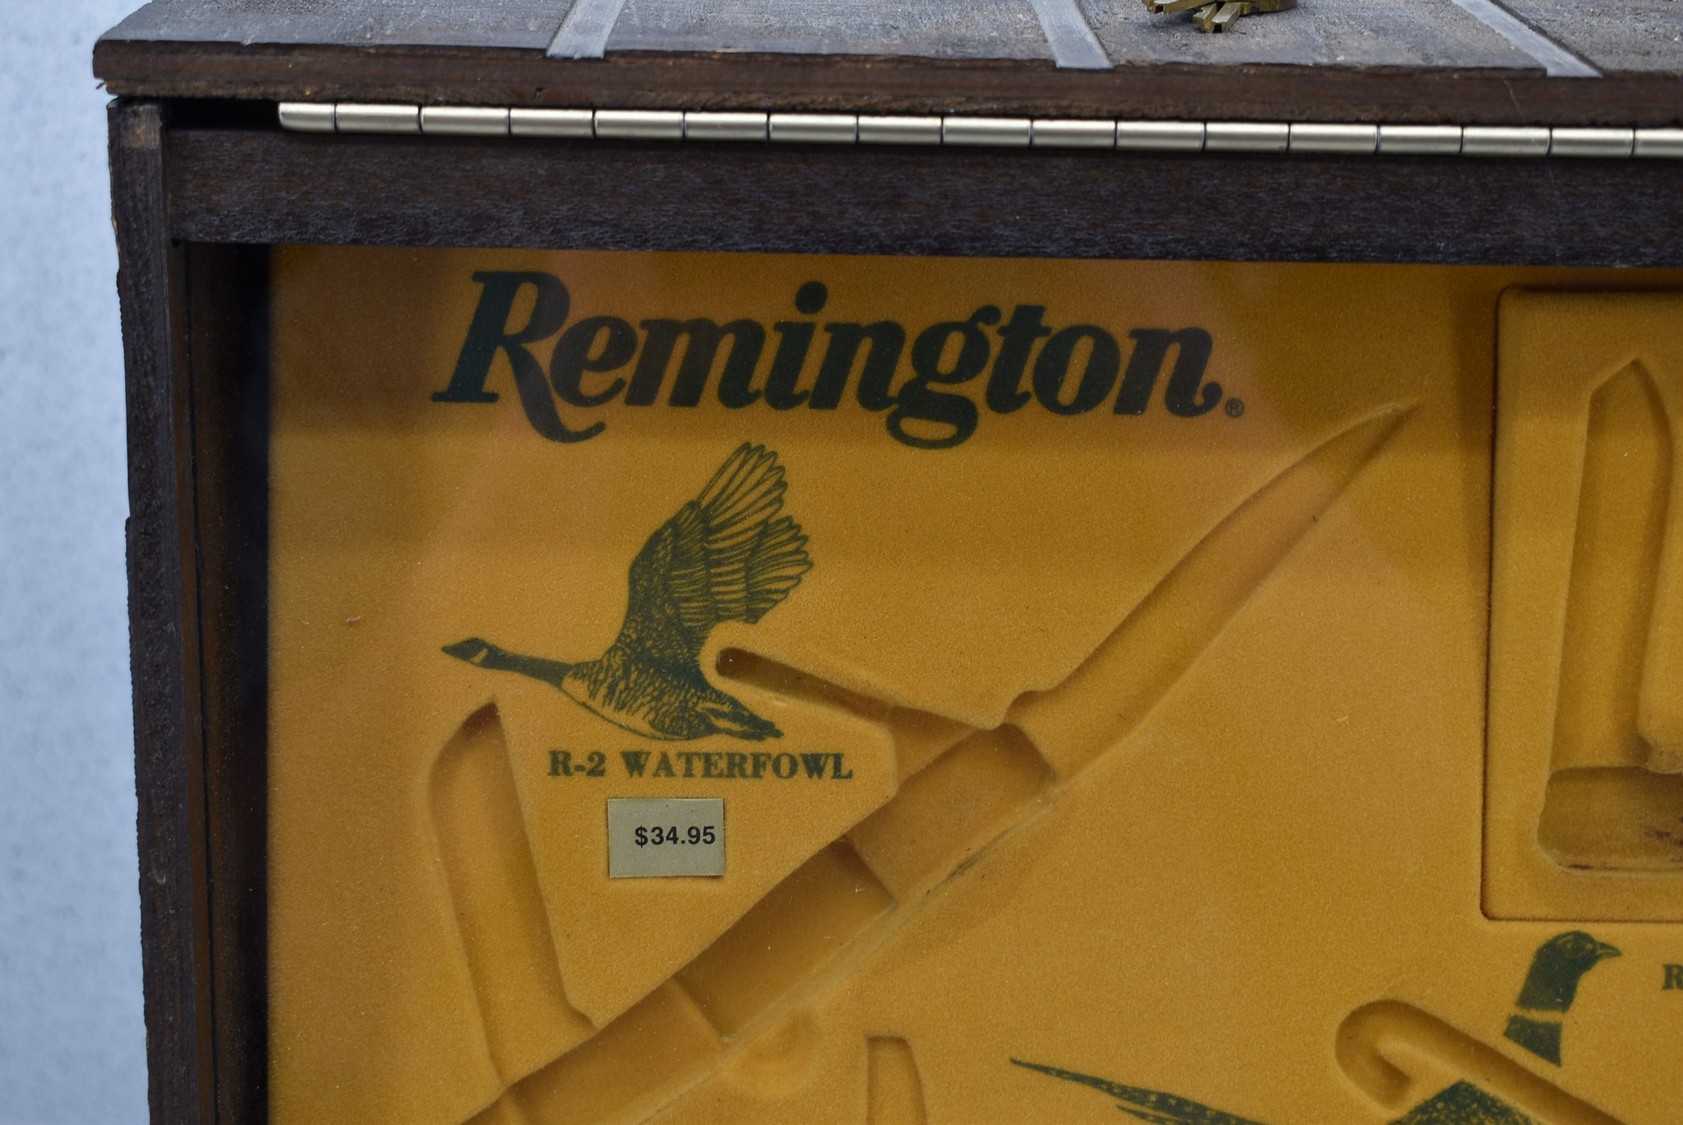 Remington®
R-2 WATERFOWL
$34.95
R